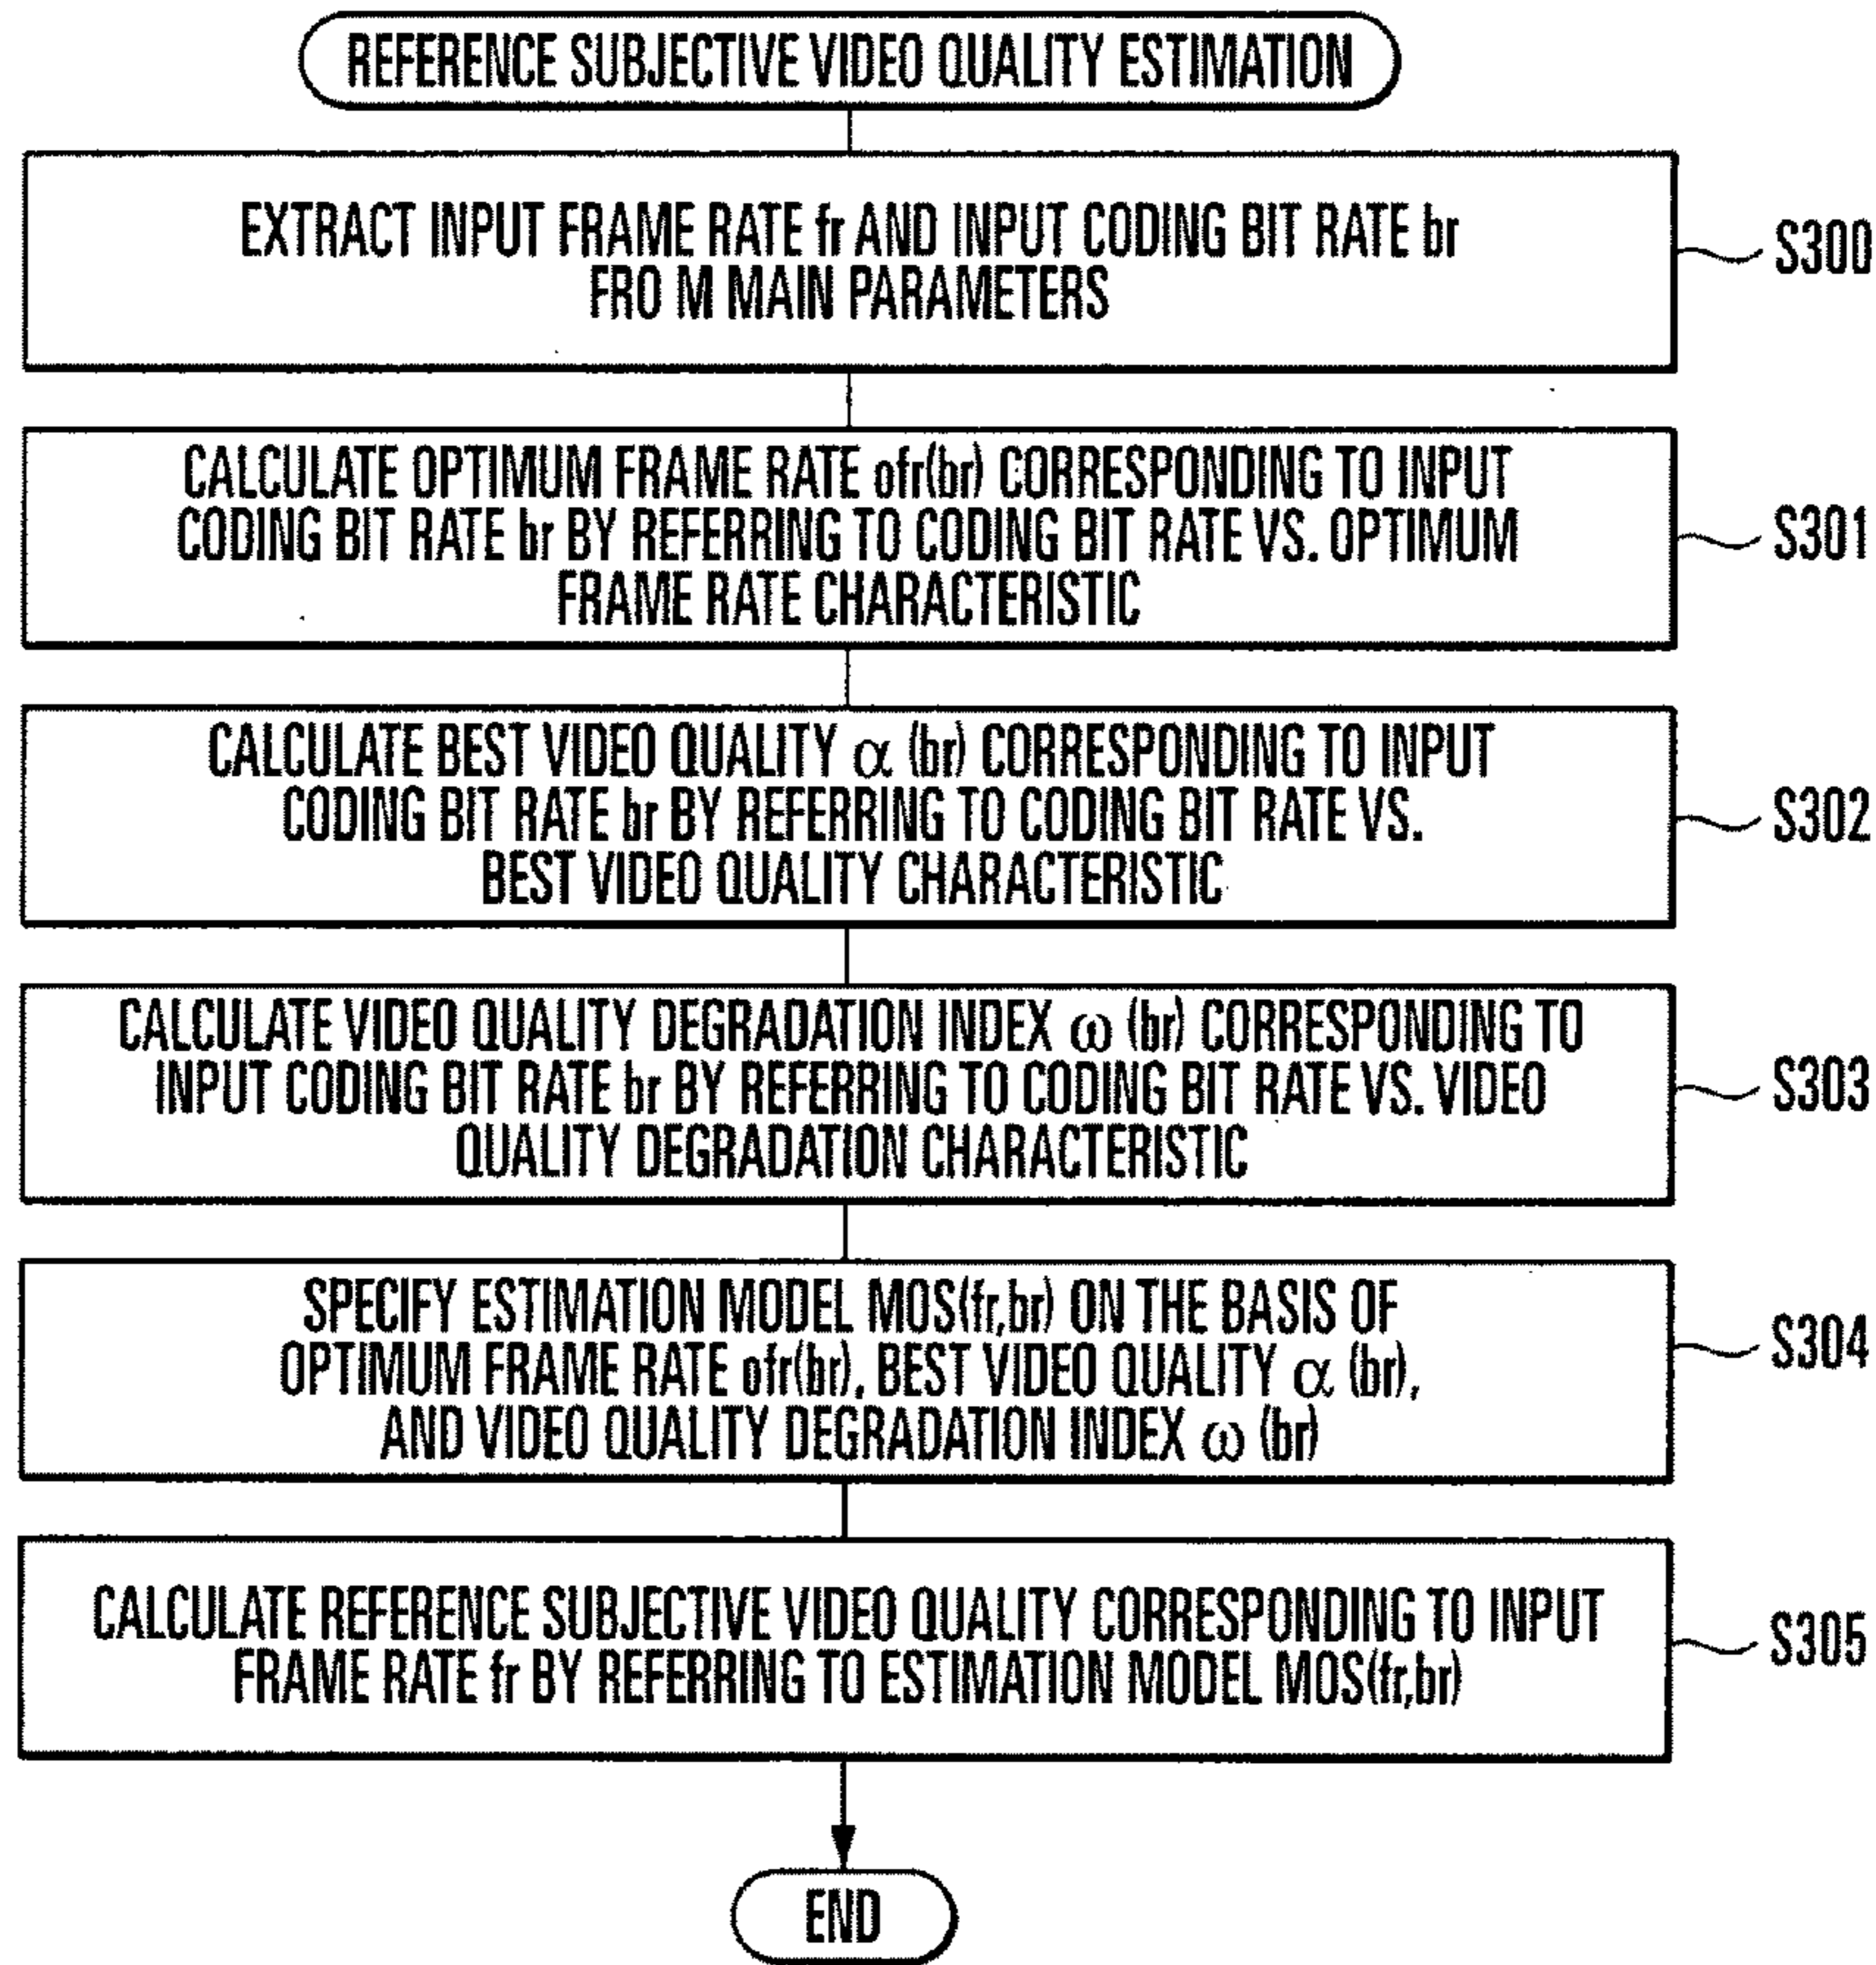 REFERENCE SUBJECTIVE VIDEO QUALITY ESTIMATION
EXTRACT INPUT FRAME RATE fr AND INPUT CODING BIT RATE br
FRO M MAIN PARAMETERS
S300
CALCULATE OPTIMUM FRAME RATE ofr(br) CORRESPONDING TO INPUT
CODING BIT RATE br BY REFERRING TO CODING BIT RATE VS. OPTIMUM
FRAME RATE CHARACTERISTIC
S301
CALCULATE BEST VIDEO QUALITY α (br) CORRESPONDING TO INPUT
CODING BIT RATE br BY REFERRING TO CODING BIT RATE VS.
BEST VIDEO QUALITY CHARACTERISTIC
S302
CALCULATE VIDEO QUALITY DEGRADATION INDEX ω (br) CORRESPONDING TO
INPUT CODING BIT RATE br BY REFERRING TO CODING BIT RATE VS. VIDEO
QUALITY DEGRADATION CHARACTERISTIC
S303
SPECIFY ESTIMATION MODEL MOS(fr,br) ON THE BASIS OF
OPTIMUM FRAME RATE ofr(br), BEST VIDEO QUALITY α (br),
AND VIDEO QUALITY DEGRADATION INDEX ω (br)
S304
CALCULATE REFERENCE SUBJECTIVE VIDEO QUALITY CORRESPONDING TO INPUT
FRAME RATE fr BY REFERRING TO ESTIMATION MODEL MOS(fr,br)
S305
END